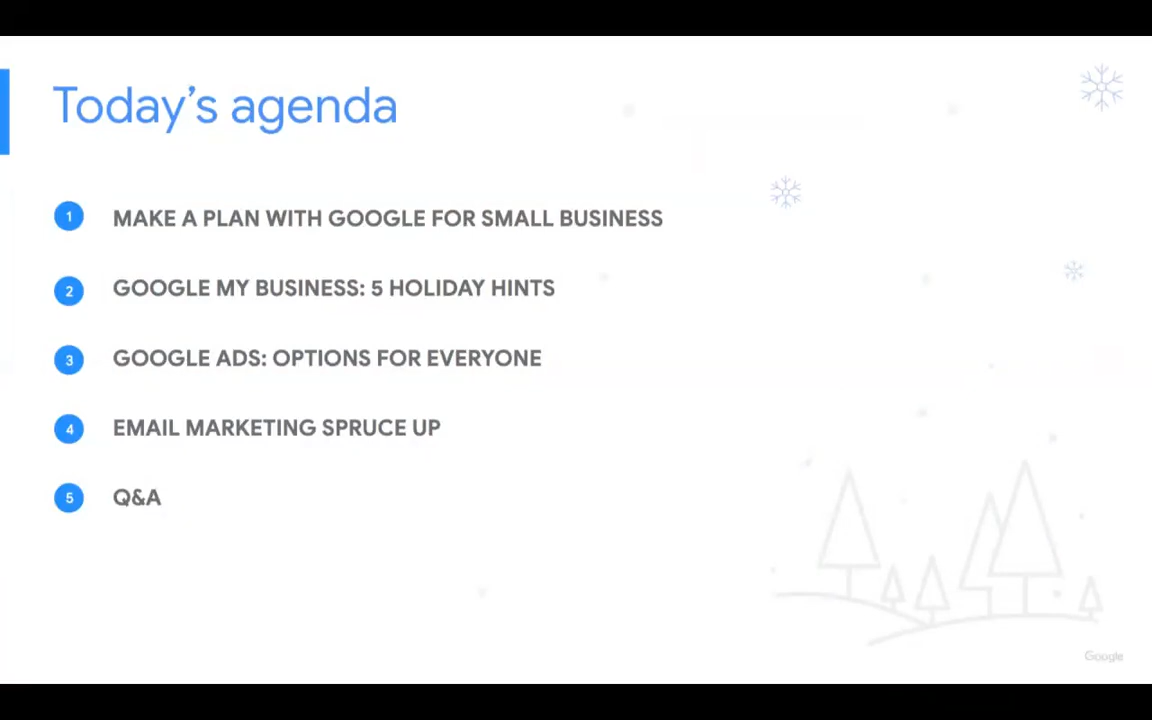 Today's agenda
1 MAKE A PLAN WITH GOOGLE FOR SMALL BUSINESS
2 GOOGLE MY BUSINESS: 5 HOLIDAY HINTS
3 GOOGLE ADS: OPTIONS FOR EVERYONE
4 EMAIL MARKETING SPRUCE UP
5 Q&A
Google